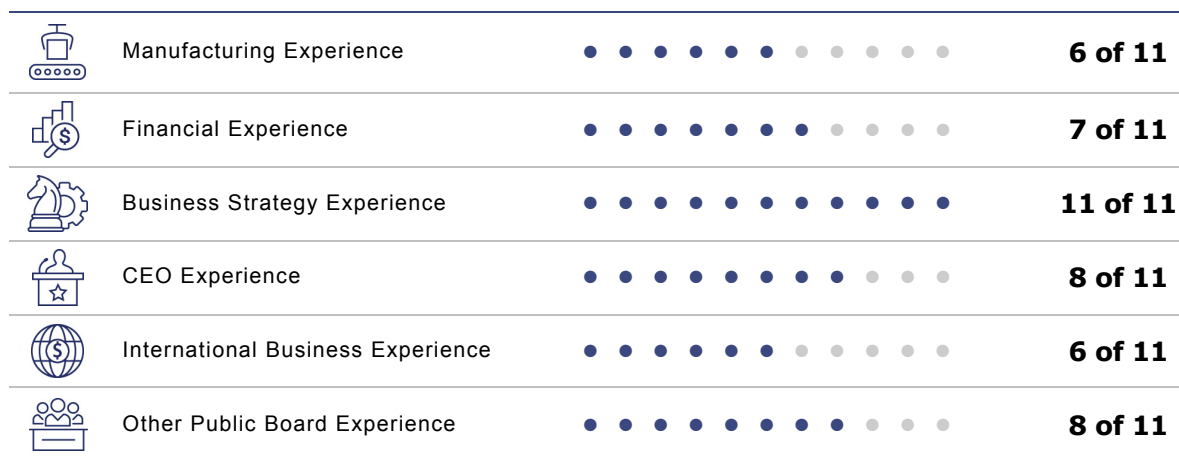 Manufacturing Experience 6 of 11
Financial Experience 7 of 11
Business Strategy Experience 11 of 11
CEO Experience 8 of 11
International Business Experience 6 of 11
Other Public Board Experience 8 of 11